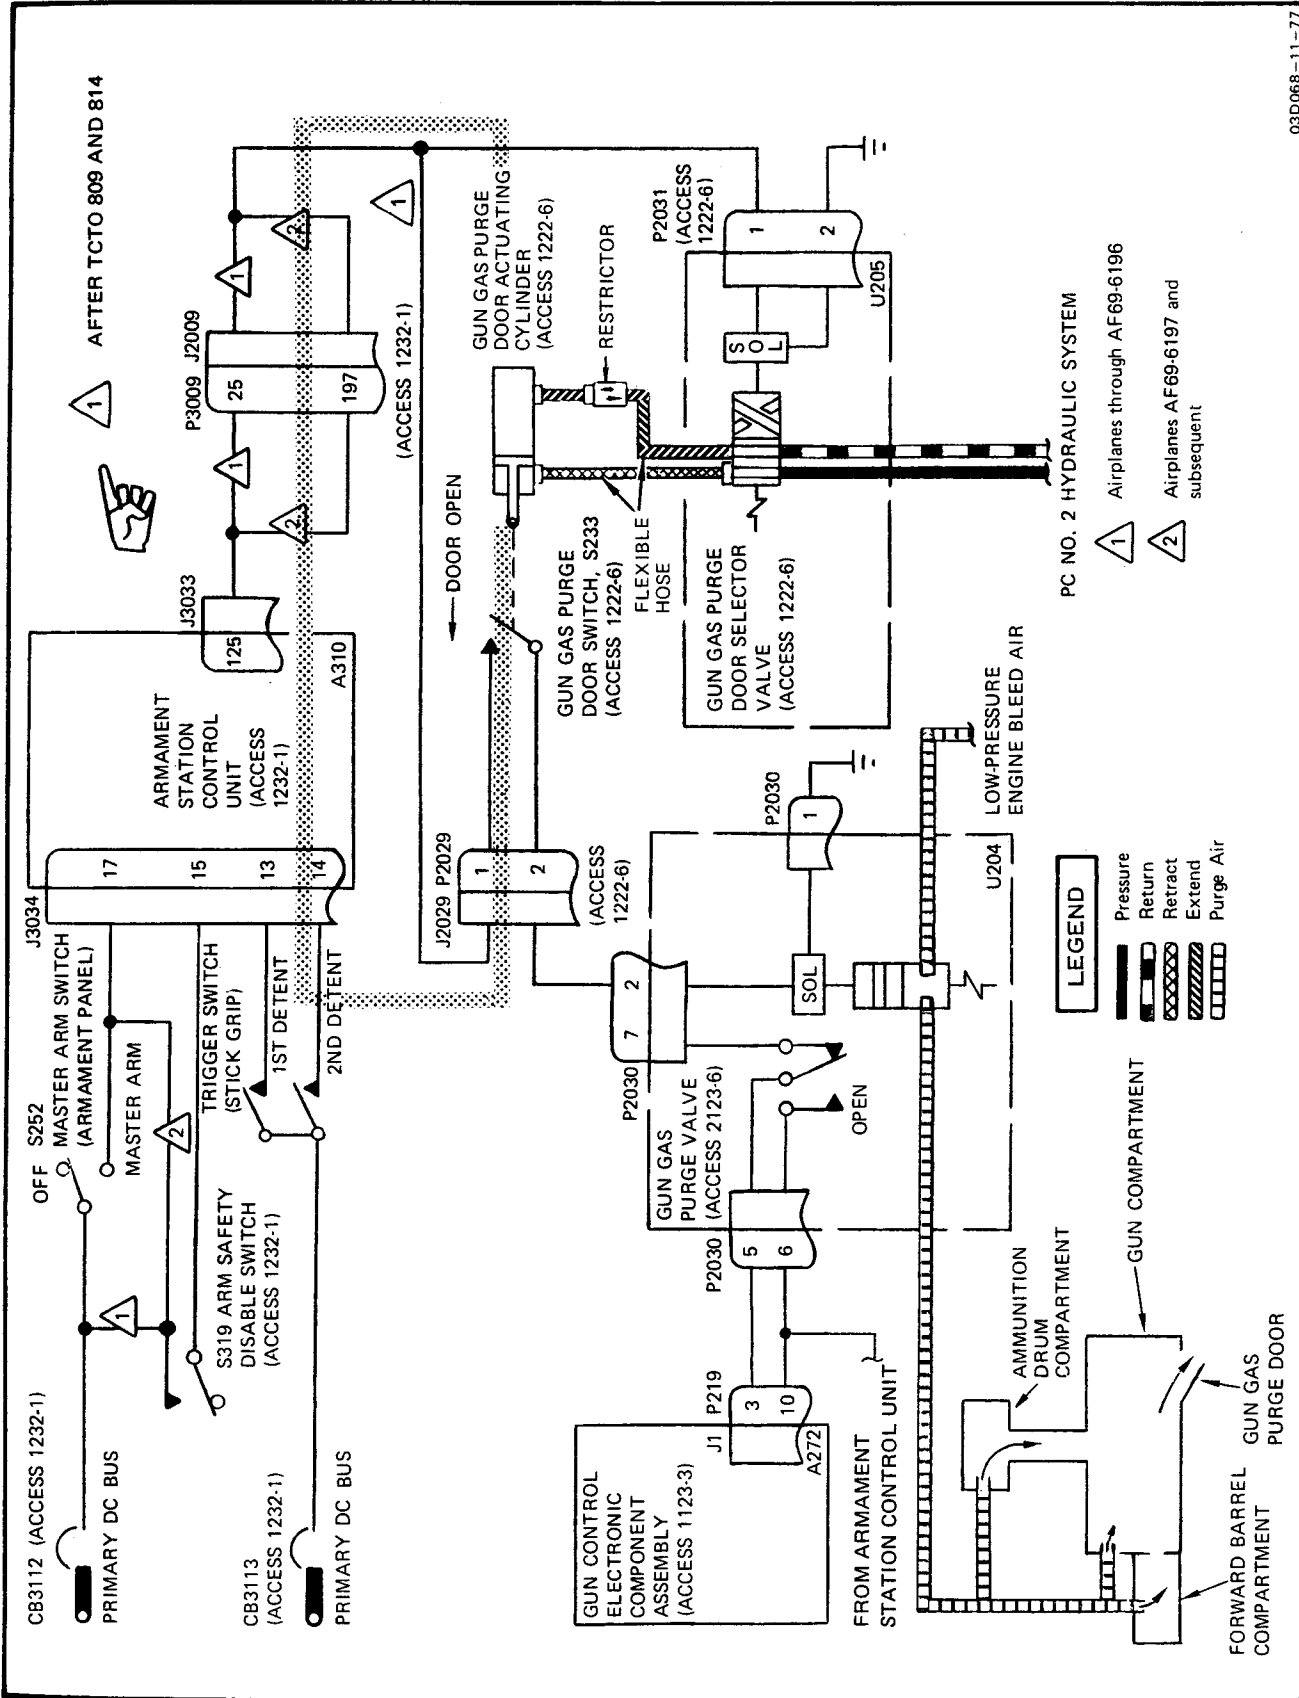 CB3112 (ACCESS 1232-1)
PRIMARY DC BUS
OFF
S252
MASTER ARM SWITCH
(ARMAMENT PANEL)
MASTER ARM
1
2
S319 ARM SAFETY
DISABLE SWITCH
(ACCESS 1232-1)
TRIGGER SWITCH
(STICK GRIP)
1ST DETENT
2ND DETENT
CB3113
(ACCESS 1232-1)
PRIMARY DC BUS
J3034
17
15
13
14
ARMAMENT
STATION
CONTROL
UNIT
(ACCESS
1232-1)
A310
J3033
125
1
AFTER TCTO 809 AND 814
1
2
P3009
J2009
25
197
1
2
(ACCESS 1232-1)
1
J2029 P2029
1
2
(ACCESS
1222-6)
DOOR OPEN
GUN GAS PURGE
DOOR SWITCH, S233
(ACCESS 1222-6)
GUN GAS PURGE
DOOR ACTUATING
CYLINDER
(ACCESS 1222-6)
RESTRICTOR
FLEXIBLE
HOSE
P2031
(ACCESS
1222-6)
1
2
SOL
U205
GUN GAS PURGE
DOOR SELECTOR
VALVE
(ACCESS 1222-6)
PC NO. 2 HYDRAULIC SYSTEM
1
Airplanes through AF69-6196
2
Airplanes AF69-6197 and
subsequent
P2030
7
2
GUN GAS
PURGE VALVE
(ACCESS 2123-6)
P2030
5
6
OPEN
SOL
P2030
1
U204
LOW-PRESSURE
ENGINE BLEED AIR
GUN CONTROL
ELECTRONIC
COMPONENT
ASSEMBLY
(ACCESS 1123-3)
J1
P219
3
10
A272
FROM ARMAMENT
STATION CONTROL UNIT
AMMUNITION
DRUM
COMPARTMENT
GUN COMPARTMENT
FORWARD BARREL
COMPARTMENT
GUN GAS
PURGE DOOR
LEGEND
Pressure
Return
Retract
Extend
Purge Air
03D068-11-77